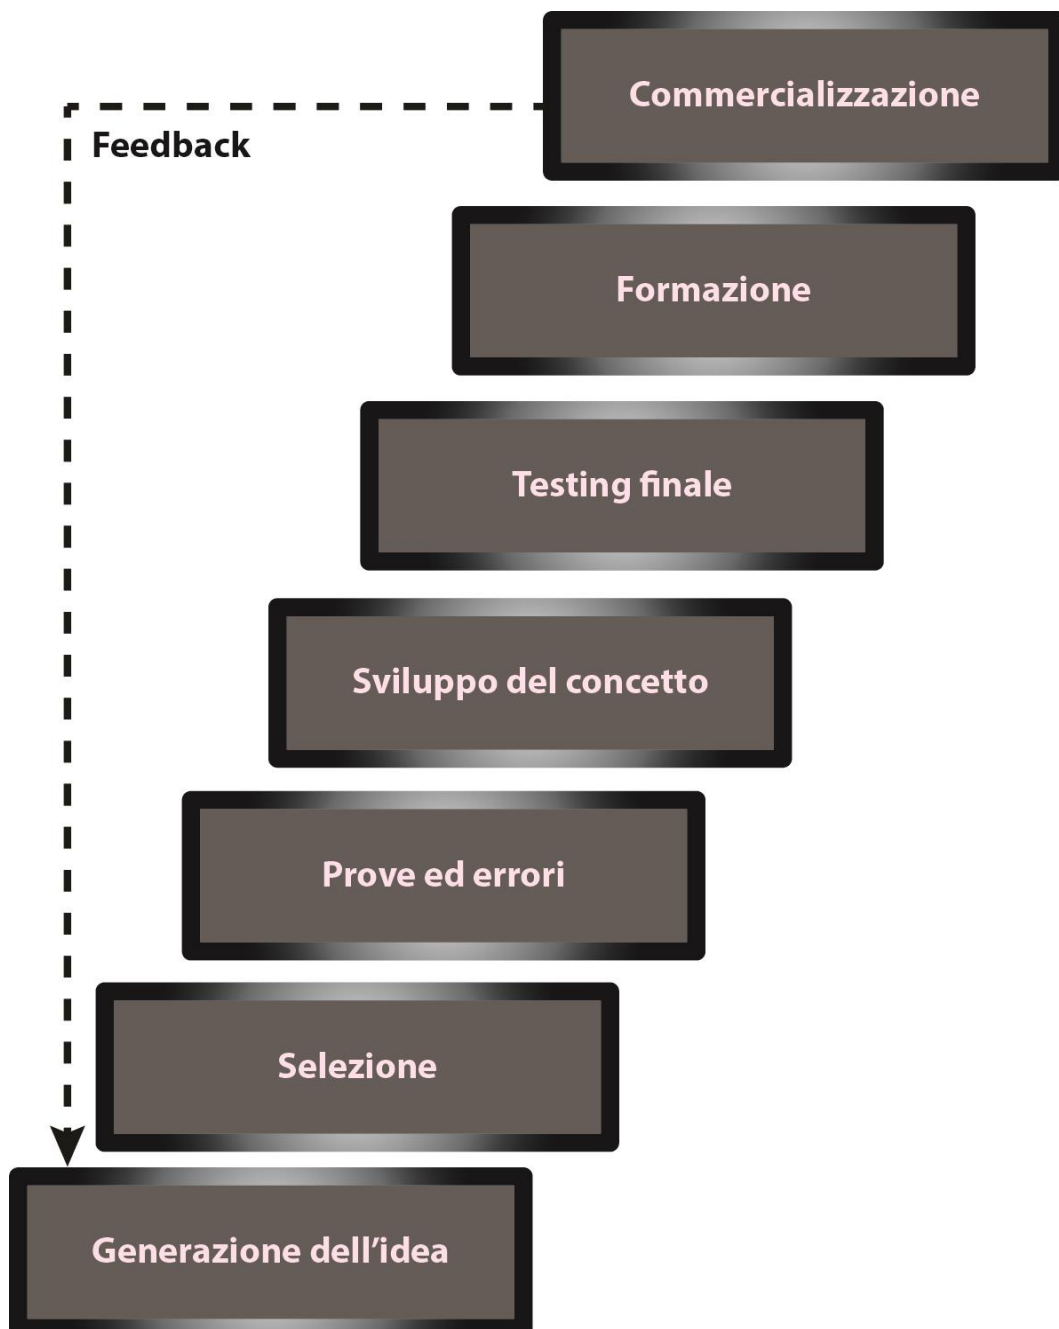 Commercializzazione
Feedback
Formazione
Testing finale
Sviluppo del concetto
Prove ed errori
Selezione
Generazione dell’idea